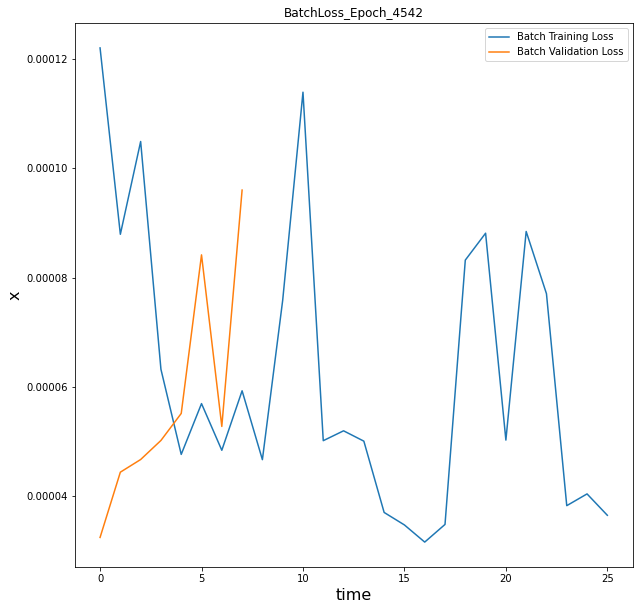 BatchLoss_Epoch_4542
Batch Training Loss
Batch Validation Loss
0.00012
0.00010
0.00008
0.00006
0.00004
x
0 5 10 15 20 25
time